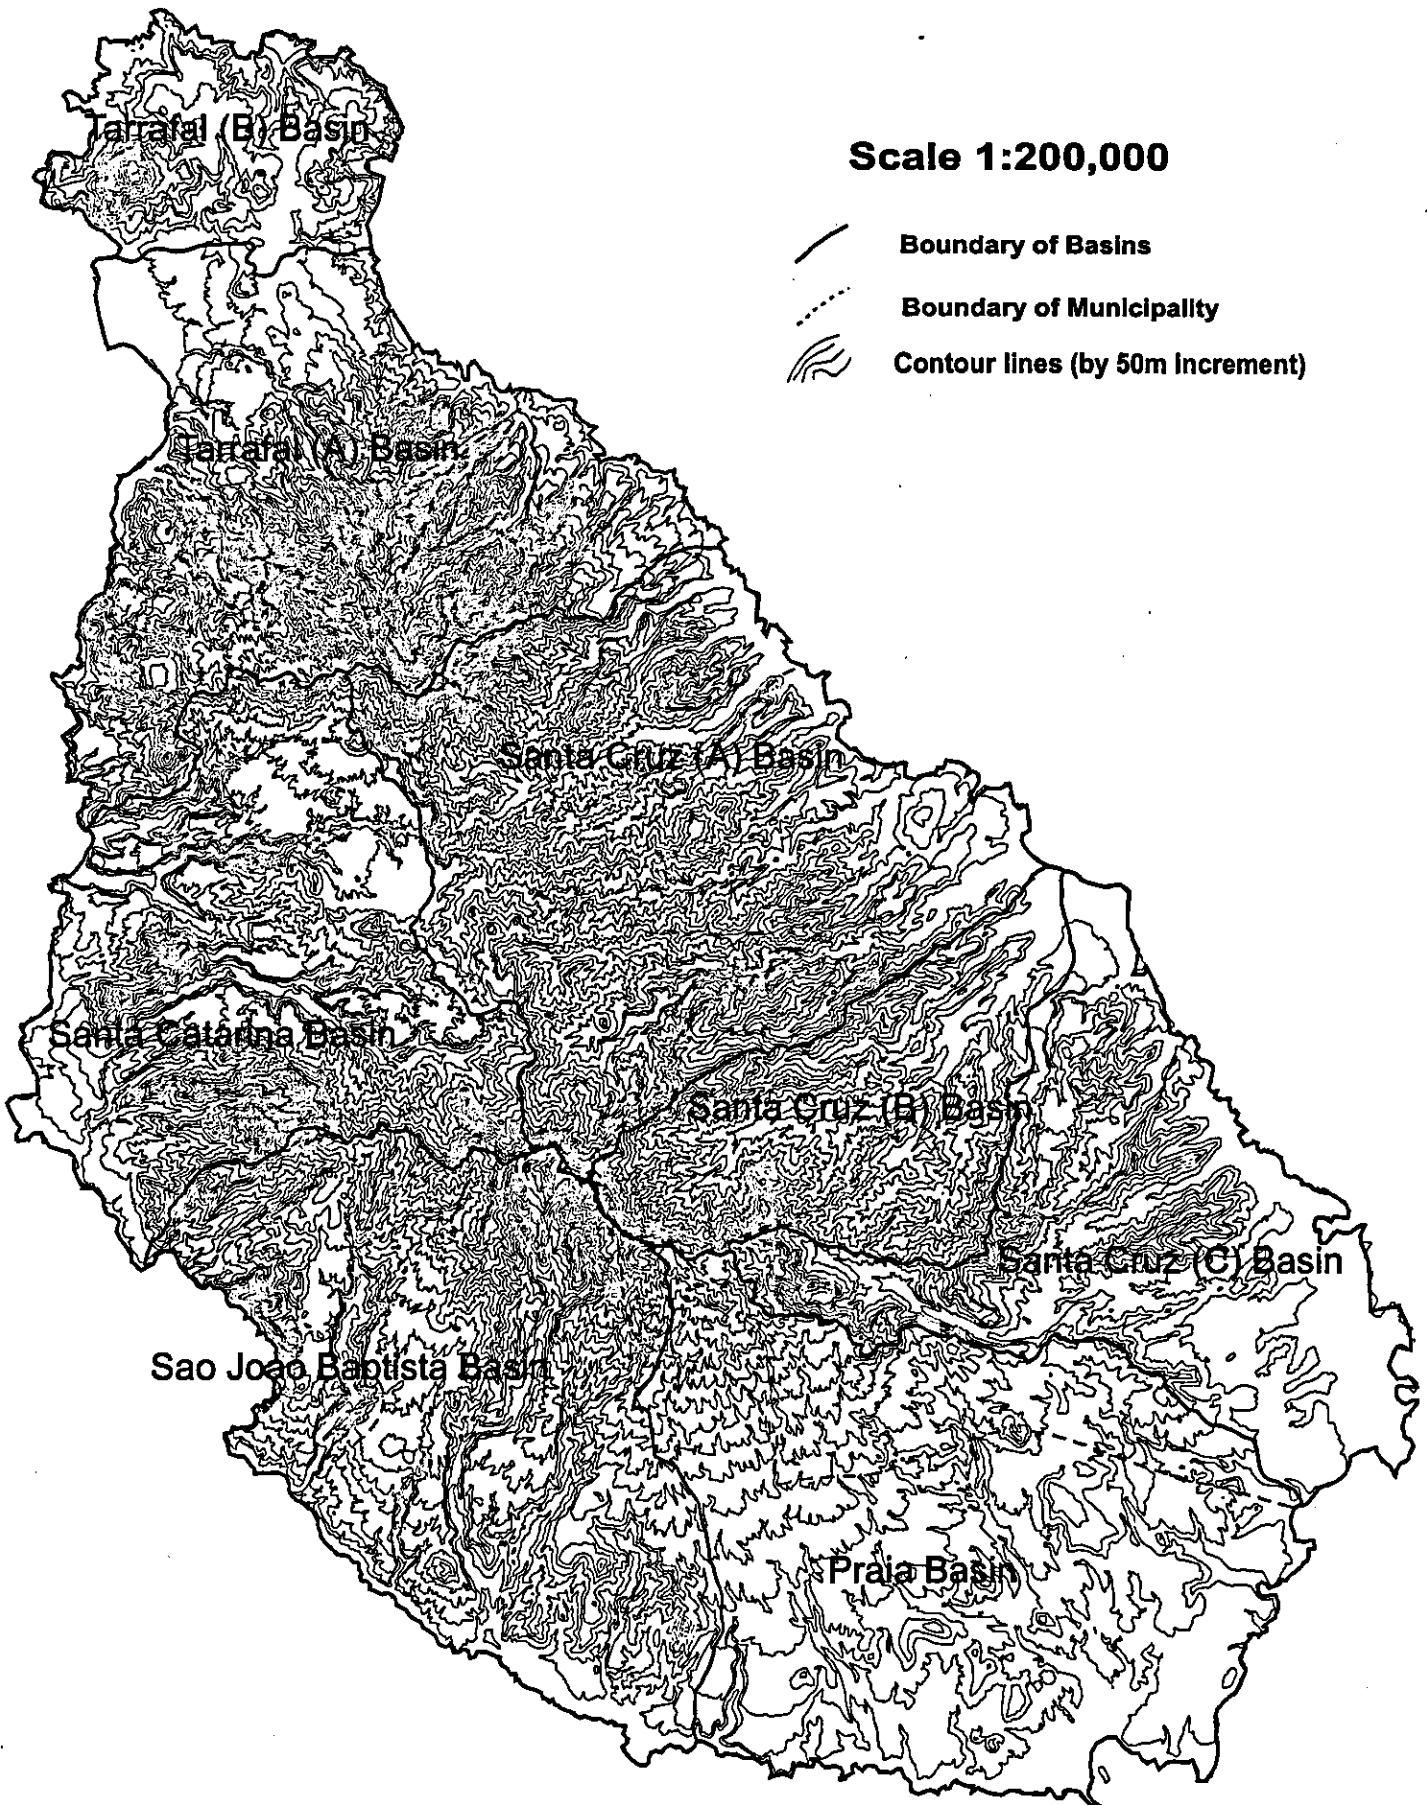 Tarrafal (B) Basin
Scale 1:200,000
Boundary of Basins
Boundary of Municipality
Contour lines (by 50m Increment)
Tarrafal (A) Basin
Santa Cruz (A) Basin
Santa Catarina Basin
Santa Cruz (B) Basin
Santa Cruz (C) Basin
Sao Joao Baptista Basin
Praia Basin